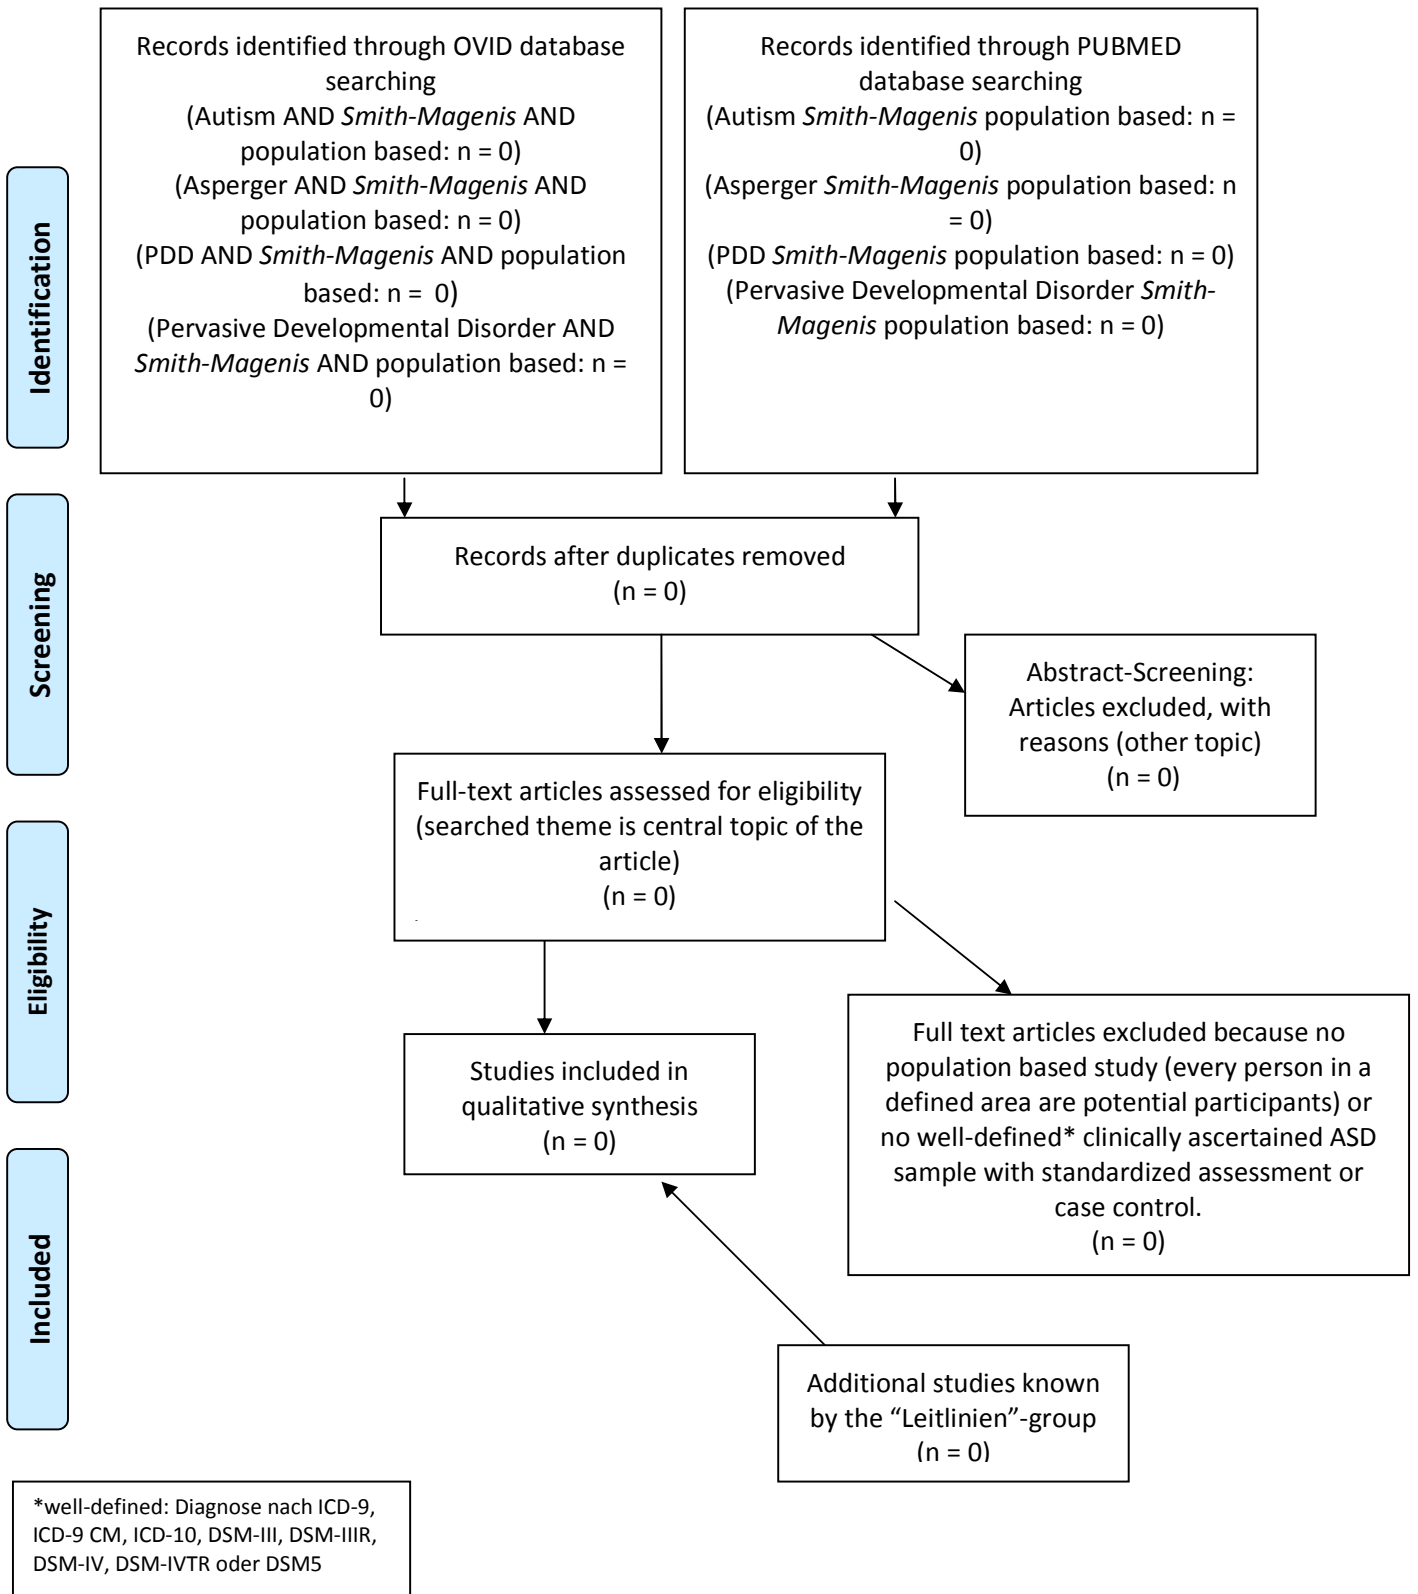 Records identified through OVID database
searching
(Autism AND Smith-Magenis AND
population based: n = 0)
(Asperger AND Smith-Magenis AND
population based: n = 0)
(PDD AND Smith-Magenis AND population
based: n = 0)
(Pervasive Developmental Disorder AND
Smith-Magenis AND population based: n =
0)
Records identified through PUBMED
database searching
(Autism Smith-Magenis population based: n =
0)
(Asperger Smith-Magenis population based: n
= 0)
(PDD Smith-Magenis population based: n = 0)
(Pervasive Developmental Disorder Smith-
Magenis population based: n = 0)
Identification
Records after duplicates removed
(n = 0)
Screening
Abstract-Screening:
Articles excluded, with
reasons (other topic)
(n = 0)
Full-text articles assessed for eligibility
(searched theme is central topic of the
article)
(n = 0)
Eligibility
Full text articles excluded because no
population based study (every person in a
defined area are potential participants) or
no well-defined* clinically ascertained ASD
sample with standardized assessment or
case control.
(n = 0)
Studies included in
qualitative synthesis
(n = 0)
Included
Additional studies known
by the “Leitlinien”-group
(n = 0)
*well-defined: Diagnose nach ICD-9,
ICD-9 CM, ICD-10, DSM-III, DSM-IIIR,
DSM-IV, DSM-IVTR oder DSM5